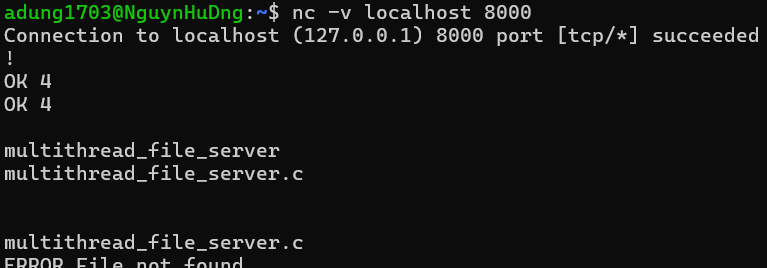 adung1703@NguynHuDng:~$ nc -v localhost 8000
Connection to localhost (127.0.0.1) 8000 port [tcp/*] succeeded
!
OK 4
OK 4
multithread_file_server
multithread_file_server.c
multithread_file_server.c
ERROR File not found